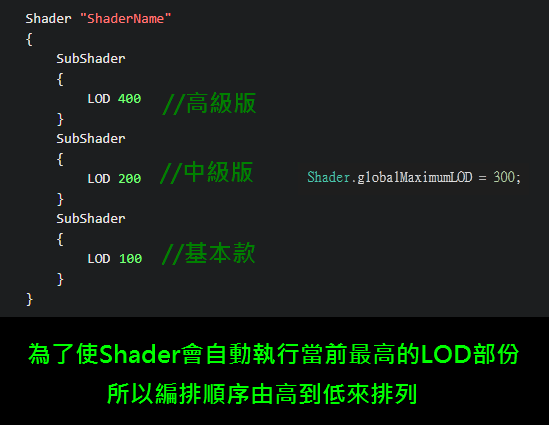 Shader "ShaderName"
{
SubShader
{
LOD 400 //高級版
}
SubShader
{
LOD 200 //中級版 Shader.globalMaximumLOD = 300;
}
SubShader
{
LOD 100 //基本款
}
}
為了使Shader會自動執行當前最高的LOD部份
所以編排順序由高到低來排列